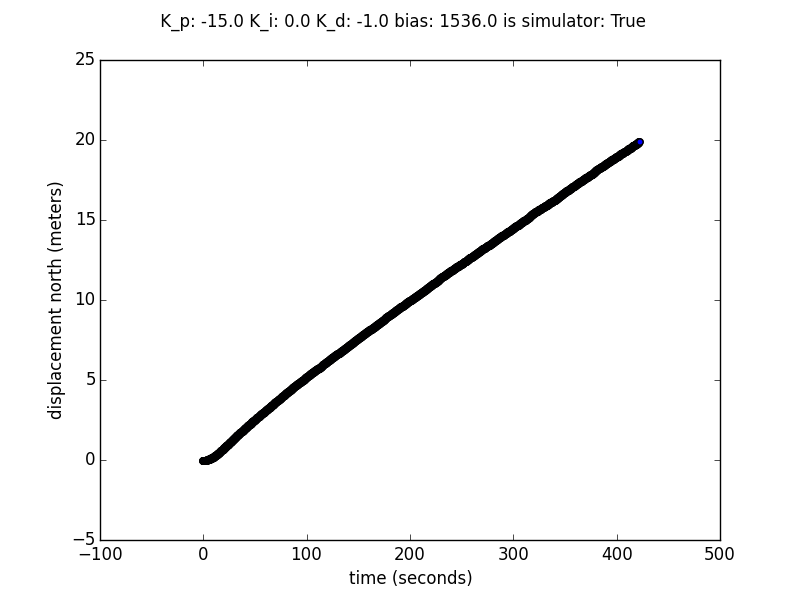 K_p: -15.0 K_i: 0.0 K_d: -1.0 bias: 1536.0 is simulator: True
25
20
15
10
5
0
−5
displacement north (meters)
−100 0 100 200 300 400 500
time (seconds)